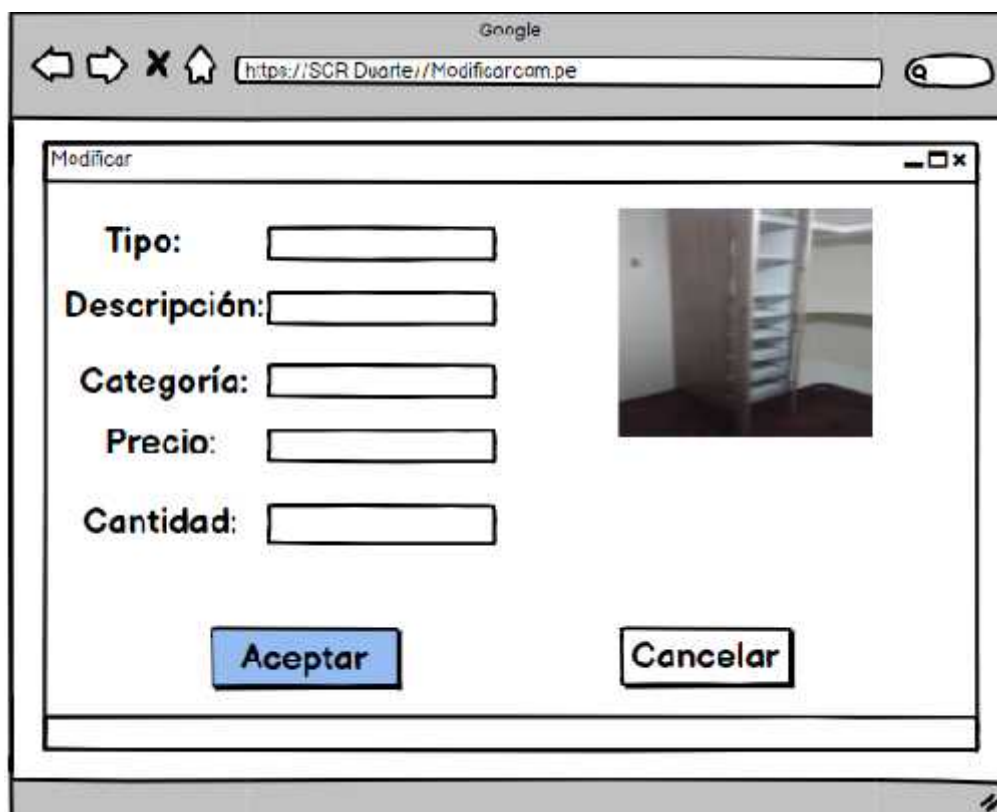 Google
https://SCR Duarte//Modificarcom.pe
Modificar
Tipo:
Descripción:
Categoría:
Precio:
Cantidad:
Aceptar
Cancelar